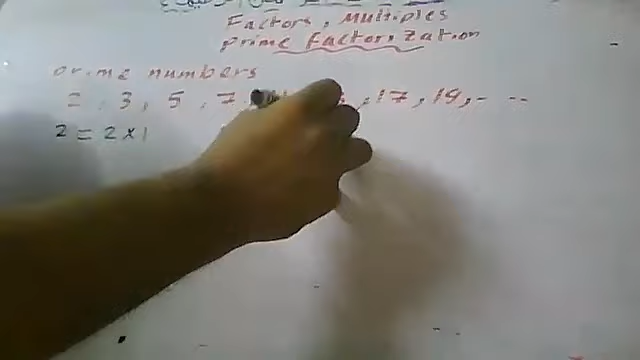 Factors, Multiples
prime factorization
prime numbers
2, 3, 5, 7, , 17, 19, - - -
2 = 2 × 1